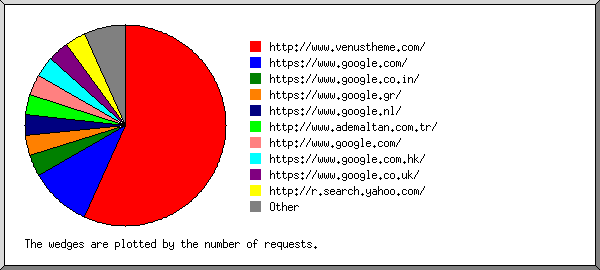 http://www.venustheme.com/
https://www.google.com/
https://www.google.co.in/
https://www.google.gr/
https://www.google.nl/
http://www.ademaltan.com.tr/
http://www.google.com/
https://www.google.com.hk/
https://www.google.co.uk/
http://r.search.yahoo.com/
Other
The wedges are plotted by the number of requests.